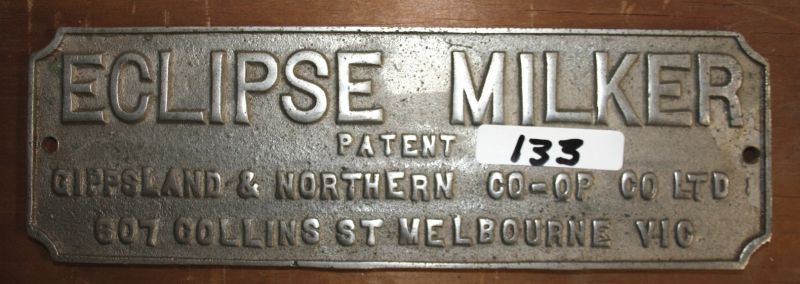 ECLIPSE MILKER
PATENT 133
GIPPSLAND & NORTHERN CO-OP CO LTD
607 COLLINS ST MELBOURNE VIC